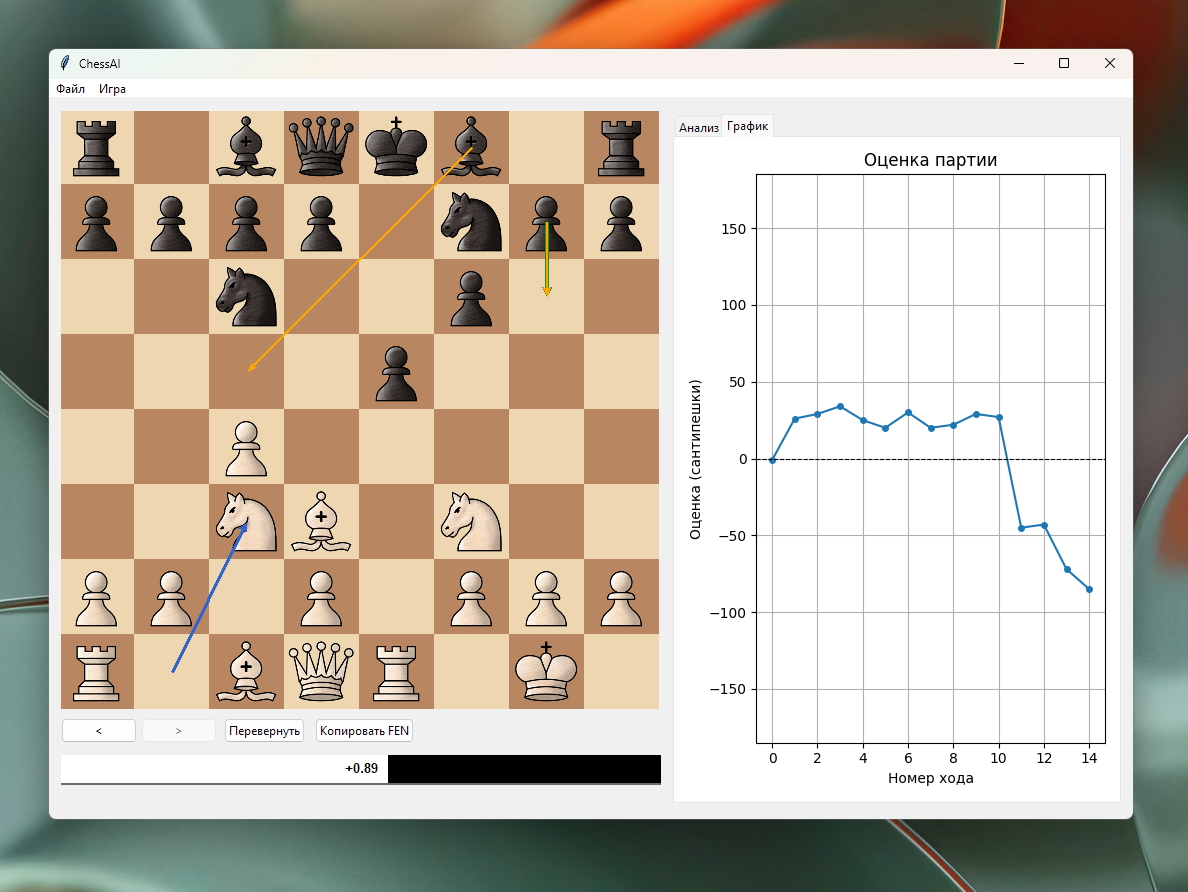 ChessAI
Файл Игра
Анализ График
Оценка партии
150
100
50
0
−50
−100
−150
Оценка (сантипешки)
0 2 4 6 8 10 12 14
Номер хода
< > Перевернуть Копировать FEN
+0.89